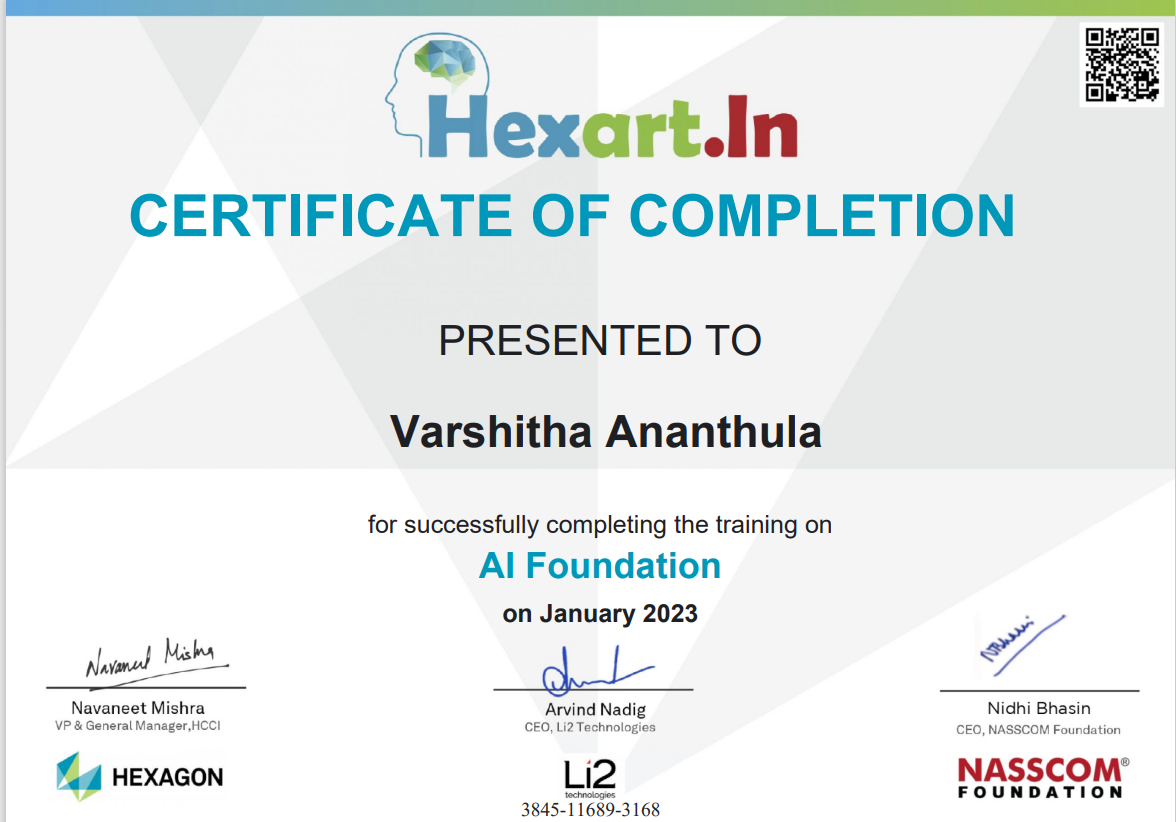 Hexart.In
CERTIFICATE OF COMPLETION
PRESENTED TO
Varshitha Ananthula
for successfully completing the training on
AI Foundation
on January 2023
Navaneet Mishra
Navaneet Mishra
VP & General Manager,HCCI
HEXAGON
Arvind Nadig
CEO, Li2 Technologies
Li2
technologies
3845-11689-3168
Nidhi Bhasin
CEO, NASSCOM Foundation
NASSCOM®
FOUNDATION